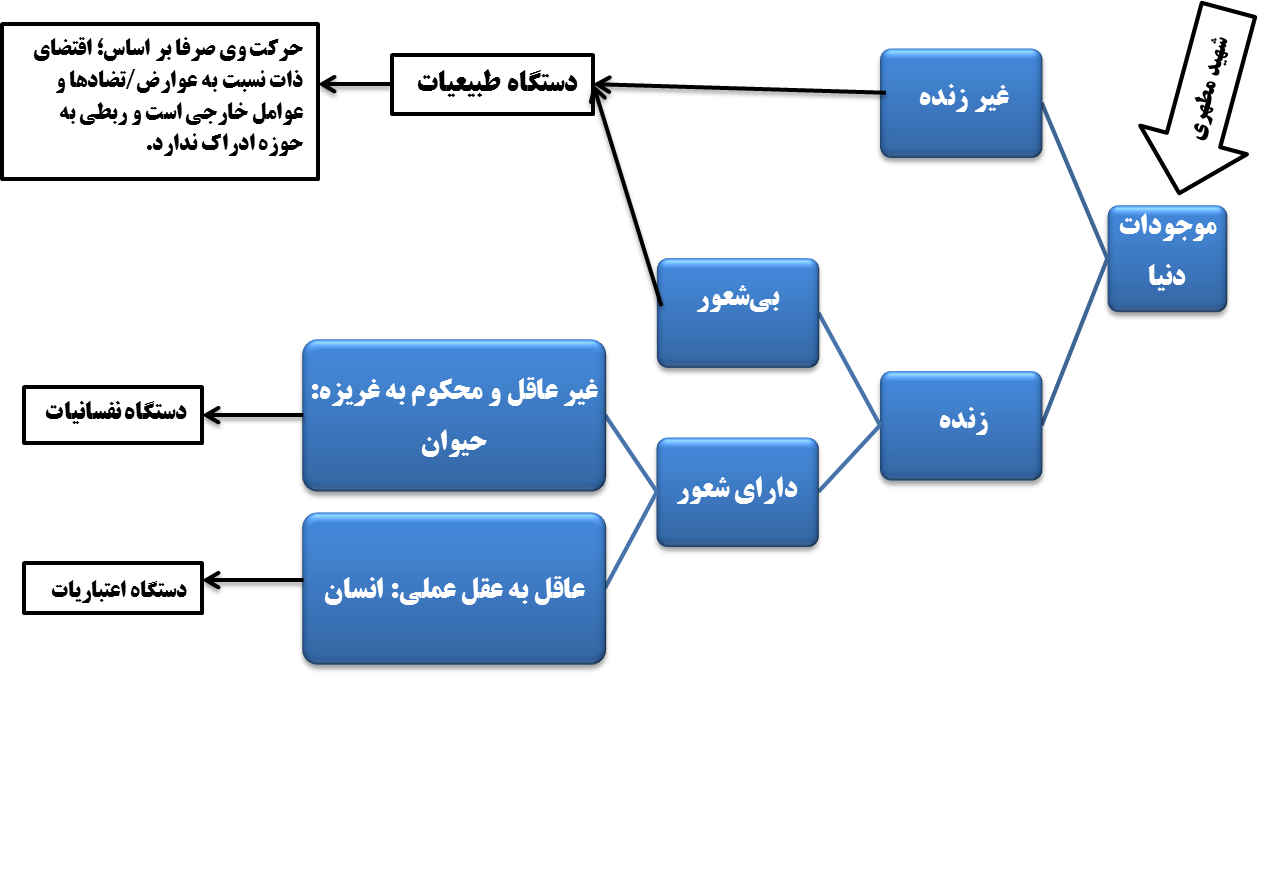 شهید مطهری
موجودات
دنیا
غیر زنده
زنده
بی‌شعور
دارای شعور
غیر عاقل و محکوم به غریزه:
حیوان
عاقل به عقل عملی: انسان
دستگاه طبیعیات
حرکت وی صرفا بر اساس؛ اقتضای
ذات نسبت به عوارض/تضادها و
عوامل خارجی است و ربطی به
حوزه ادراک ندارد.
دستگاه نفسانیات
دستگاه اعتباریات